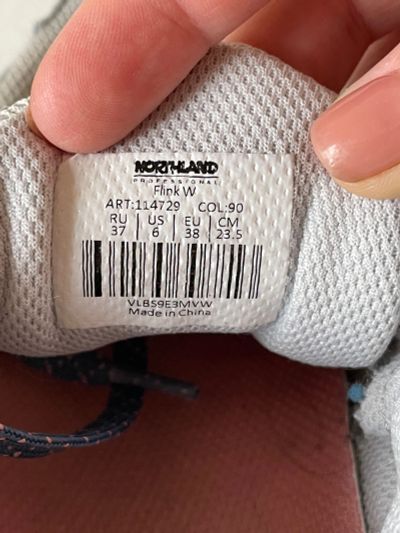 NORTHLAND
PROFESSIONAL
Flink W
ART:114729 COL:90
RU | US | EU | CM
37 | 6 | 38 | 23.5
VLBS9E3MVW
Made in China